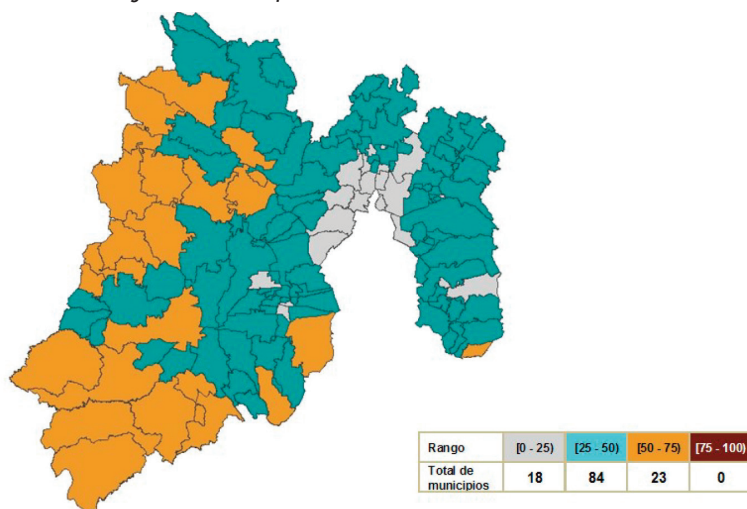 Rango [0 - 25) [25 - 50) [50 - 75) [75 - 100)
Total de municipios 18 84 23 0